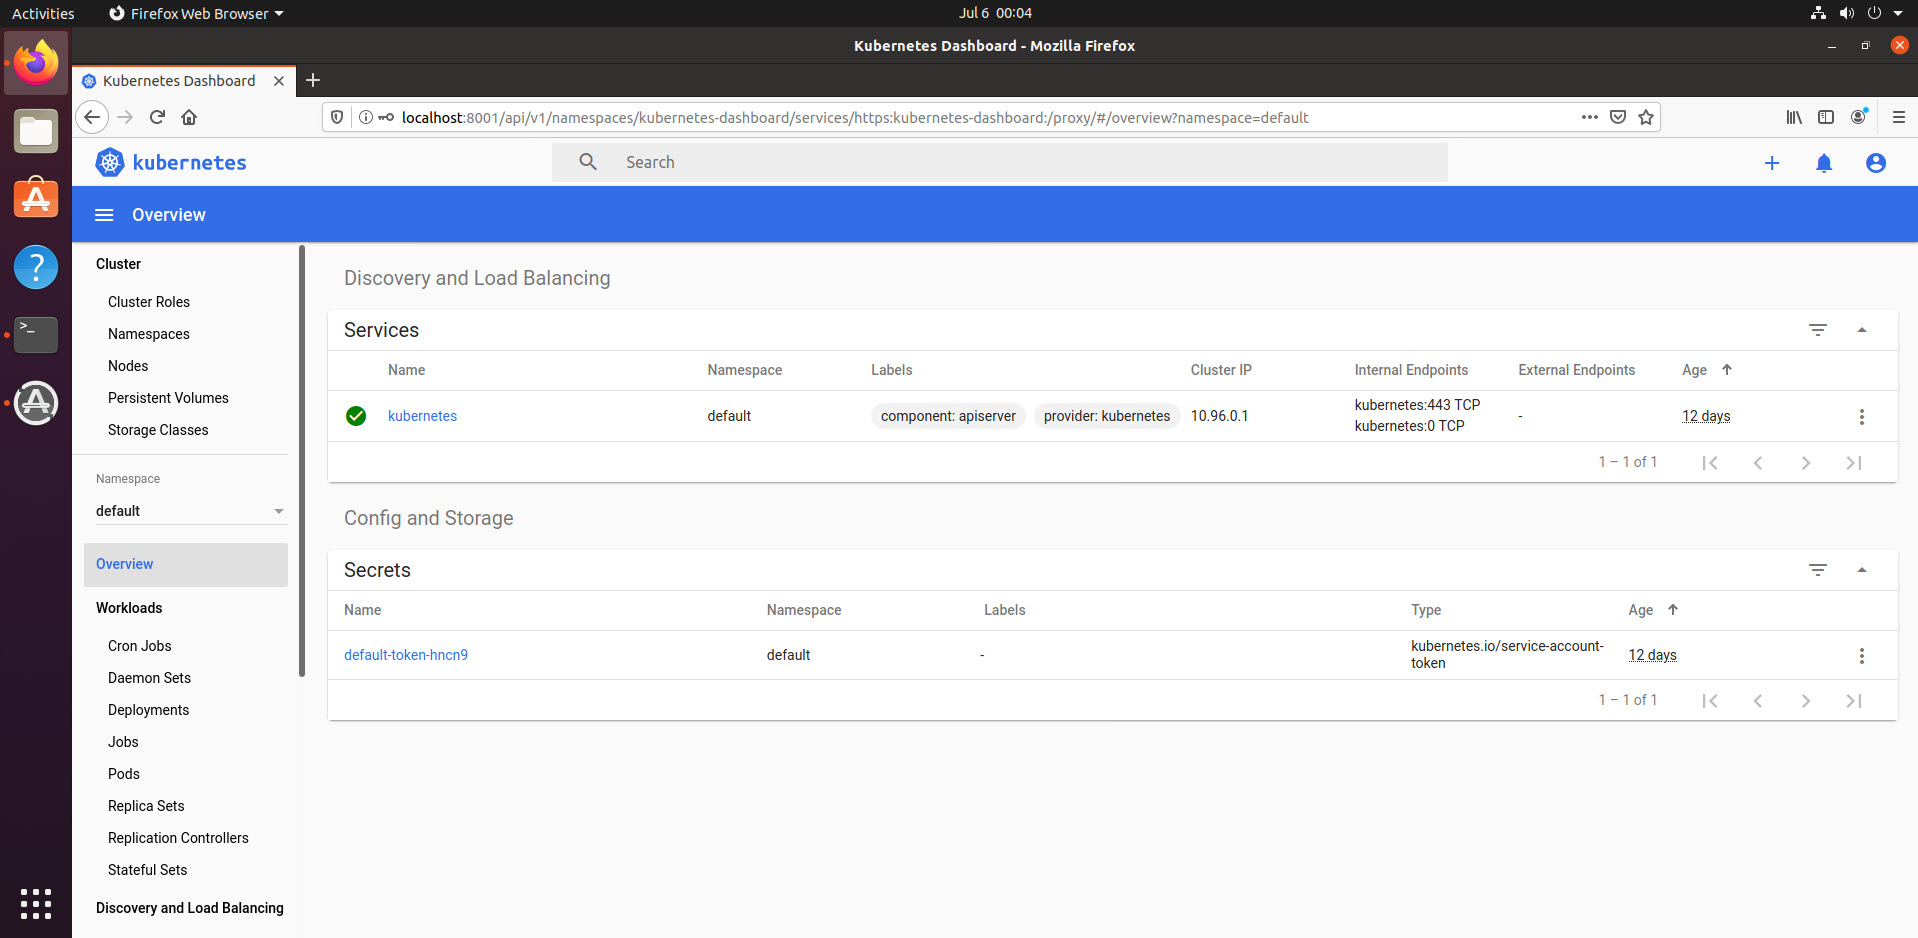 Activities
Firefox Web Browser
Jul 6 00:04
Kubernetes Dashboard - Mozilla Firefox
Kubernetes Dashboard
localhost:8001/api/v1/namespaces/kubernetes-dashboard/services/https:kubernetes-dashboard:/proxy/#/overview?namespace=default
kubernetes
Search
Overview
Cluster
Cluster Roles
Namespaces
Nodes
Persistent Volumes
Storage Classes
Namespace
default
Overview
Workloads
Cron Jobs
Daemon Sets
Deployments
Jobs
Pods
Replica Sets
Replication Controllers
Stateful Sets
Discovery and Load Balancing
Discovery and Load Balancing
Services
Name Namespace Labels Cluster IP Internal Endpoints External Endpoints Age
kubernetes default component: apiserver provider: kubernetes 10.96.0.1 kubernetes:443 TCP - 12 days
kubernetes:0 TCP
1 – 1 of 1
Config and Storage
Secrets
Name Namespace Labels Type Age
default-token-hncn9 default - kubernetes.io/service-account- 12 days
token
1 – 1 of 1